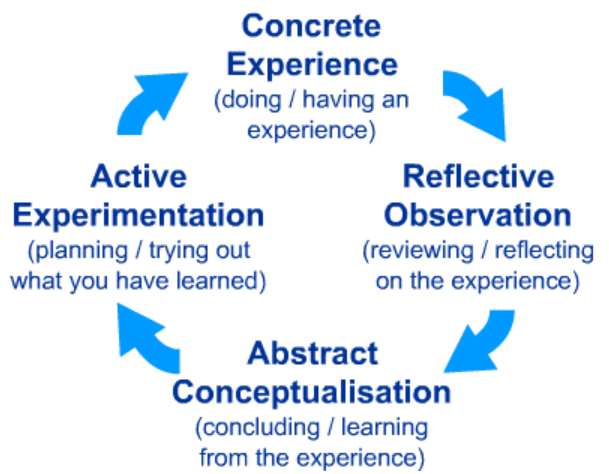 Concrete
Experience
(doing / having an
experience)
Reflective
Observation
(reviewing / reflecting
on the experience)
Abstract
Conceptualisation
(concluding / learning
from the experience)
Active
Experimentation
(planning / trying out
what you have learned)